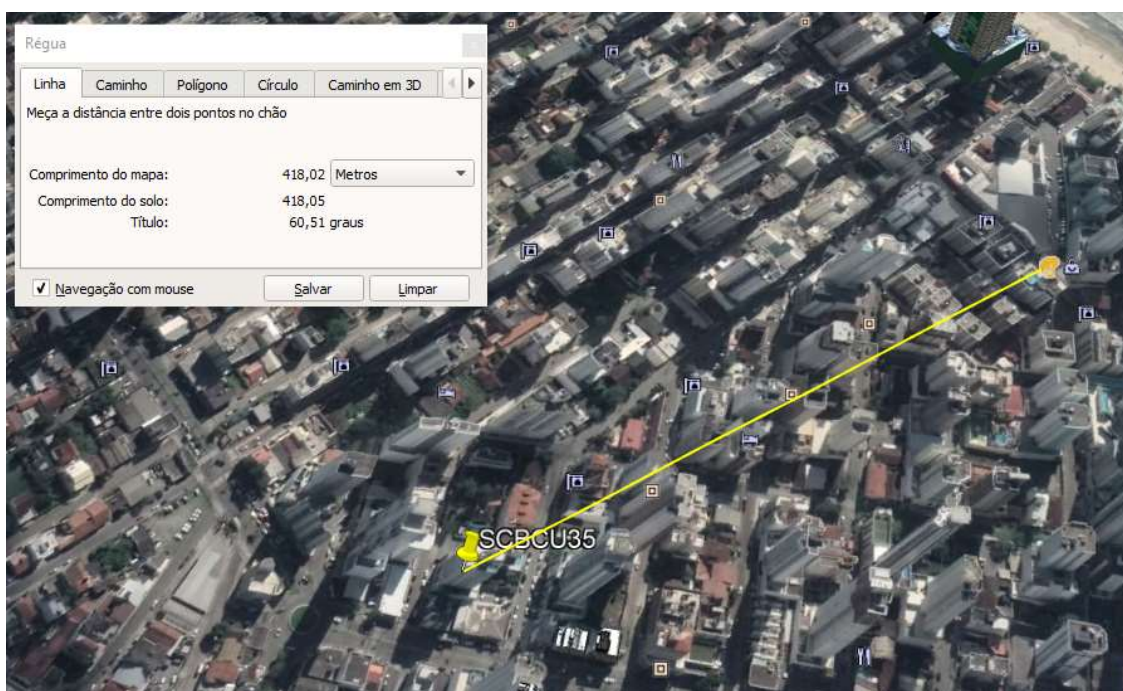 Régua
Linha Caminho Polígono Círculo Caminho em 3D
Meça a distância entre dois pontos no chão
Comprimento do mapa: 418,02 Metros
Comprimento do solo: 418,05
Título: 60,51 graus
Navegação com mouse Salvar Limpar
SCBCU35